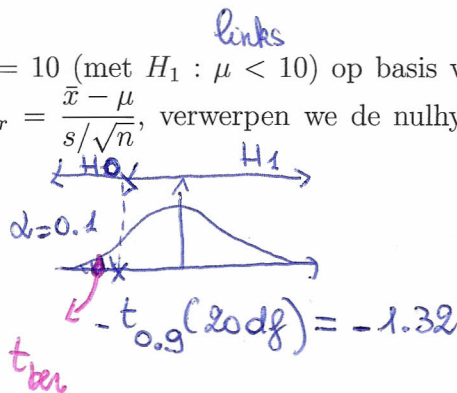 links
= 10 (met H₁ : μ < 10) op basis v
r = (x̄ − μ) / (s/√n), verwerpen we de nulhy
H0 H1
α=0.1
-t₀.₉(20df) = -1.32
t_ber